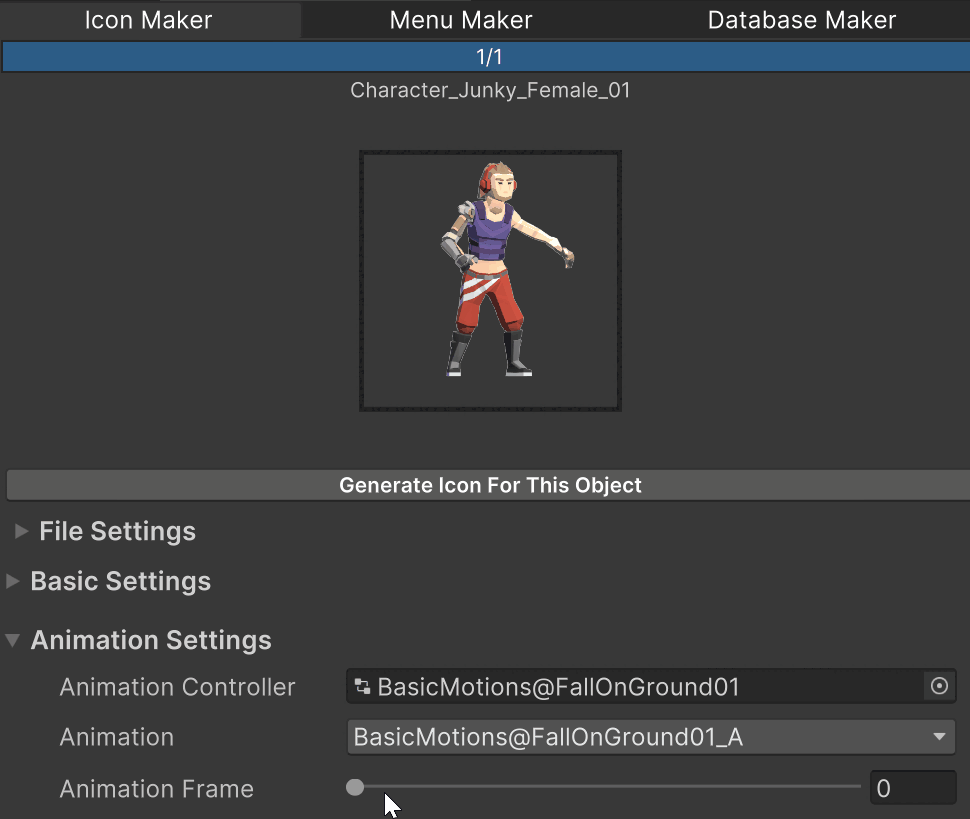 Icon Maker Menu Maker Database Maker
1/1
Character_Junky_Female_01
Generate Icon For This Object
File Settings
Basic Settings
Animation Settings
Animation Controller BasicMotions@FallOnGround01
Animation BasicMotions@FallOnGround01_A
Animation Frame 0